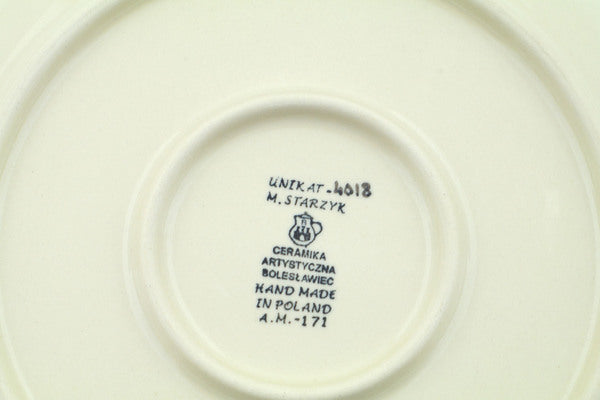 UNIKAT-4018
M. STARZYK
CERAMIKA
ARTYSTYCZNA
BOLESŁAWIEC
HAND MADE
IN POLAND
A.M.-171